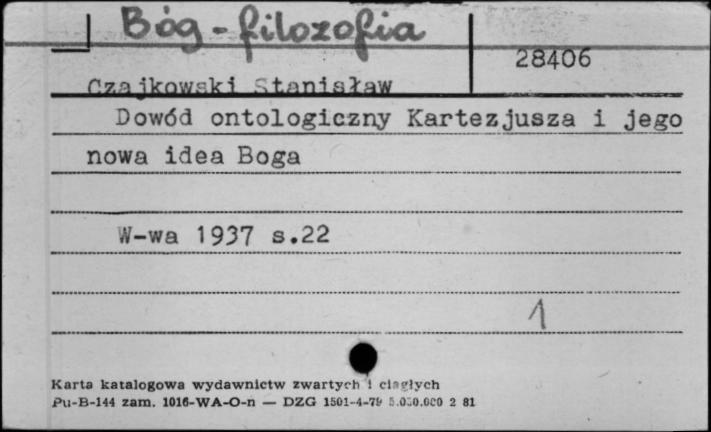 Bóg - filozofia
28406
Czajkowski Stanisław
Dowód ontologiczny Kartezjusza i jego
nowa idea Boga
W-wa 1937 s.22
1
Karta katalogowa wydawnictw zwartych i ciągłych
Pu-B-144 zam. 1016-WA-O-n — DZG 1501-4-79 5.000.000 2 81